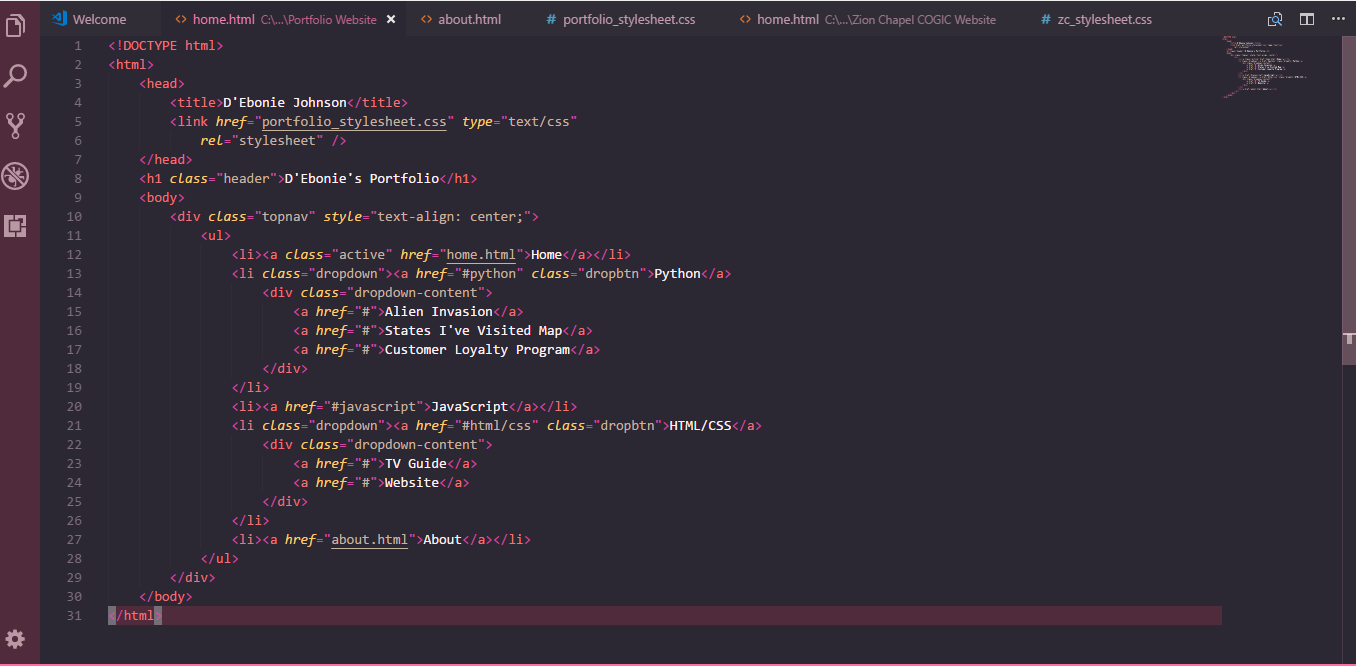 Welcome home.html C:\...\Portfolio Website about.html portfolio_stylesheet.css home.html C:\...\Zion Chapel COGIC Website zc_stylesheet.css
1 <!DOCTYPE html>
2 <html>
3     <head>
4         <title>D'Ebonie Johnson</title>
5         <link href="portfolio_stylesheet.css" type="text/css"
6             rel="stylesheet" />
7     </head>
8     <h1 class="header">D'Ebonie's Portfolio</h1>
9     <body>
10         <div class="topnav" style="text-align: center;">
11             <ul>
12                 <li><a class="active" href="home.html">Home</a></li>
13                 <li class="dropdown"><a href="#python" class="dropbtn">Python</a>
14                     <div class="dropdown-content">
15                         <a href="#">Alien Invasion</a>
16                         <a href="#">States I've Visited Map</a>
17                         <a href="#">Customer Loyalty Program</a>
18                     </div>
19                 </li>
20                 <li><a href="#javascript">JavaScript</a></li>
21                 <li class="dropdown"><a href="#html/css" class="dropbtn">HTML/CSS</a>
22                     <div class="dropdown-content">
23                         <a href="#">TV Guide</a>
24                         <a href="#">Website</a>
25                     </div>
26                 </li>
27                 <li><a href="about.html">About</a></li>
28             </ul>
29         </div>
30     </body>
31 </html>